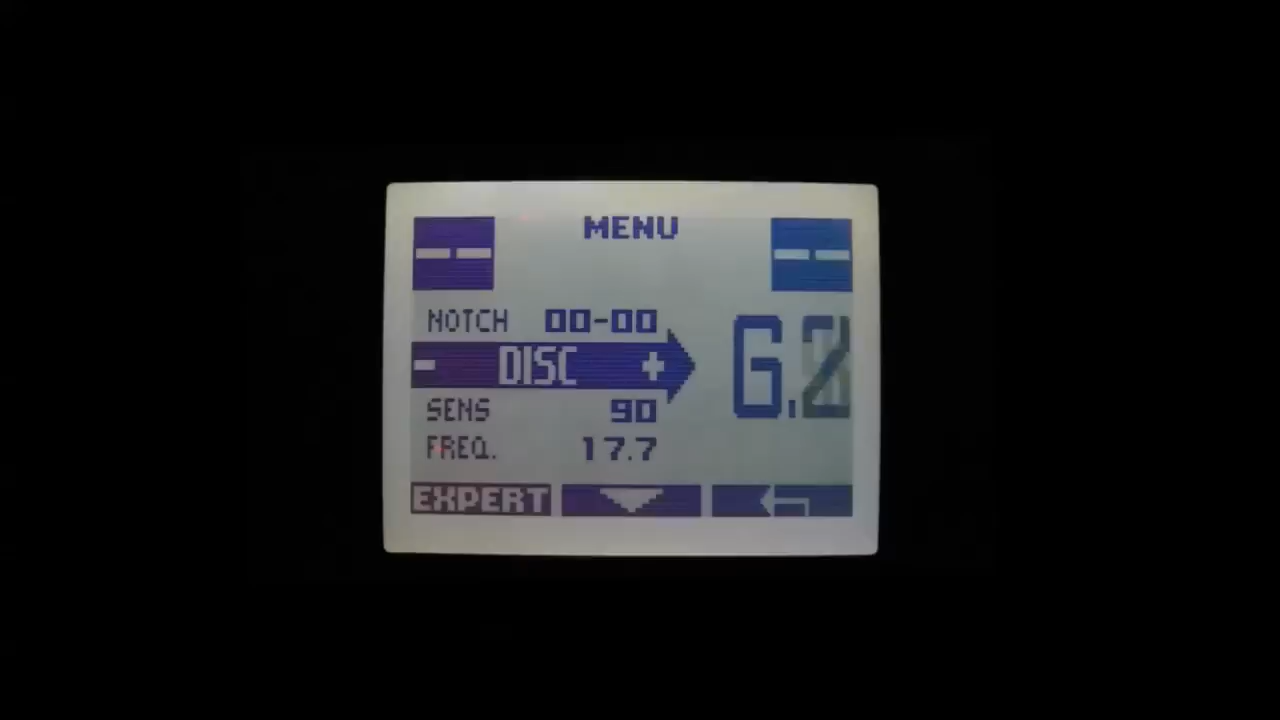 MENU
-- --
NOTCH 00-00
- DISC +
SENS 90
FREQ. 17.7
EXPERT